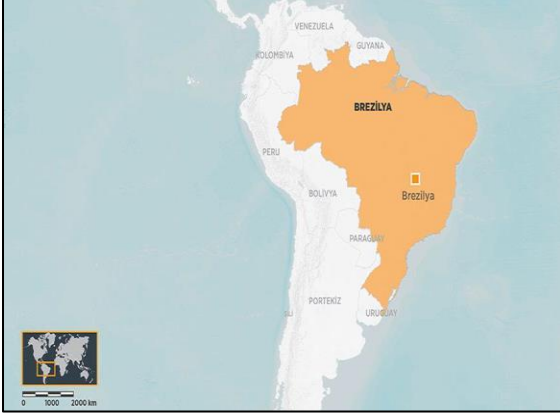 VENEZUELA
GUYANA
KOLOMBİYA
BREZİLYA
PERU
Brezilya
BOLİVYA
PARAGUAY
PORTEKİZ
URUGUAY
0 1000 2000 km